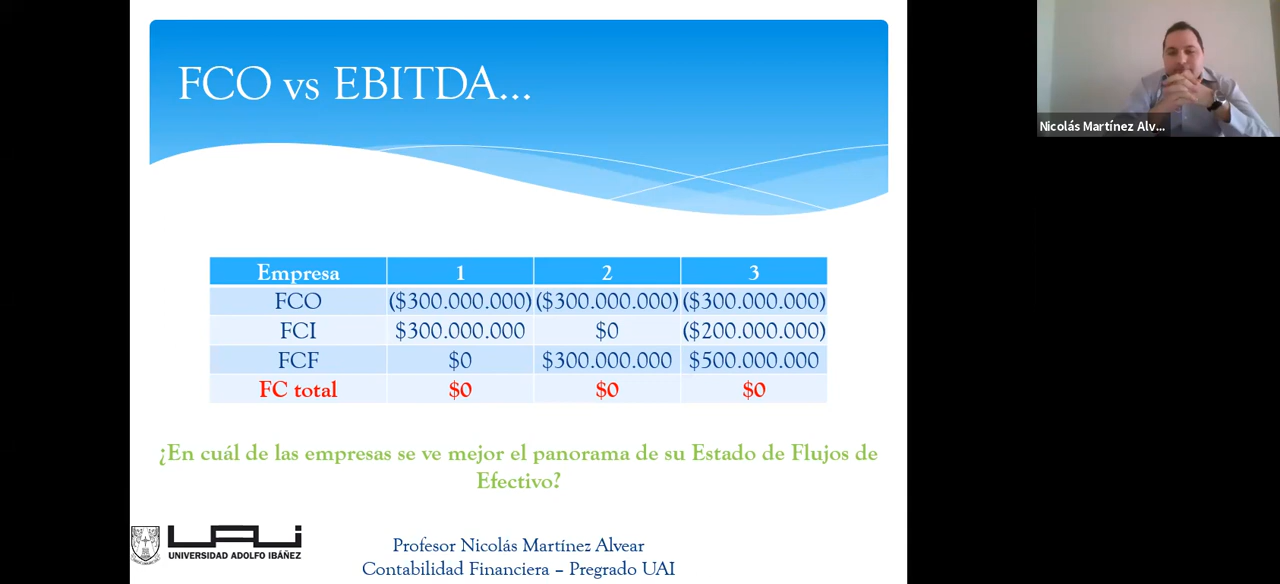 FCO vs EBITDA...
Nicolás Martínez Alv...
Empresa 1 2 3
FCO ($300.000.000) ($300.000.000) ($300.000.000)
FCI $300.000.000 $0 ($200.000.000)
FCF $0 $300.000.000 $500.000.000
FC total $0 $0 $0
¿En cuál de las empresas se ve mejor el panorama de su Estado de Flujos de
Efectivo?
UAI
UNIVERSIDAD ADOLFO IBÁÑEZ
Profesor Nicolás Martínez Alvear
Contabilidad Financiera – Pregrado UAI